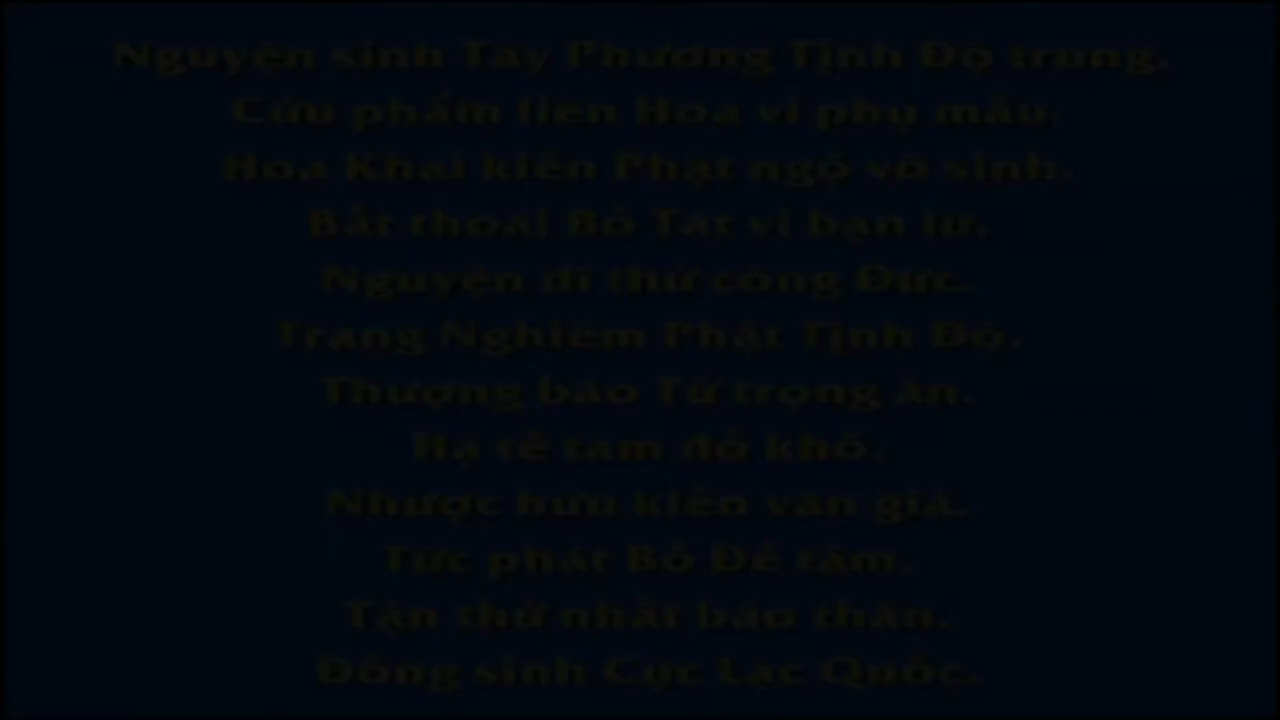 Nguyện sinh Tây Phương Tịnh Độ trung.
Cửu phẩm liên Hoa vi phụ mẫu.
Hoa Khai kiến Phật ngộ vô sinh.
Bất thoái Bồ Tát vi bạn lữ.
Nguyện dĩ thử công Đức.
Trang Nghiêm Phật Tịnh Độ.
Thượng báo Tứ trọng ân.
Hạ tế tam đồ khổ.
Nhược hữu kiến văn giả.
Tức phát Bồ Đề tâm.
Tận thử nhất báo thân.
Đồng sinh Cực Lạc Quốc.